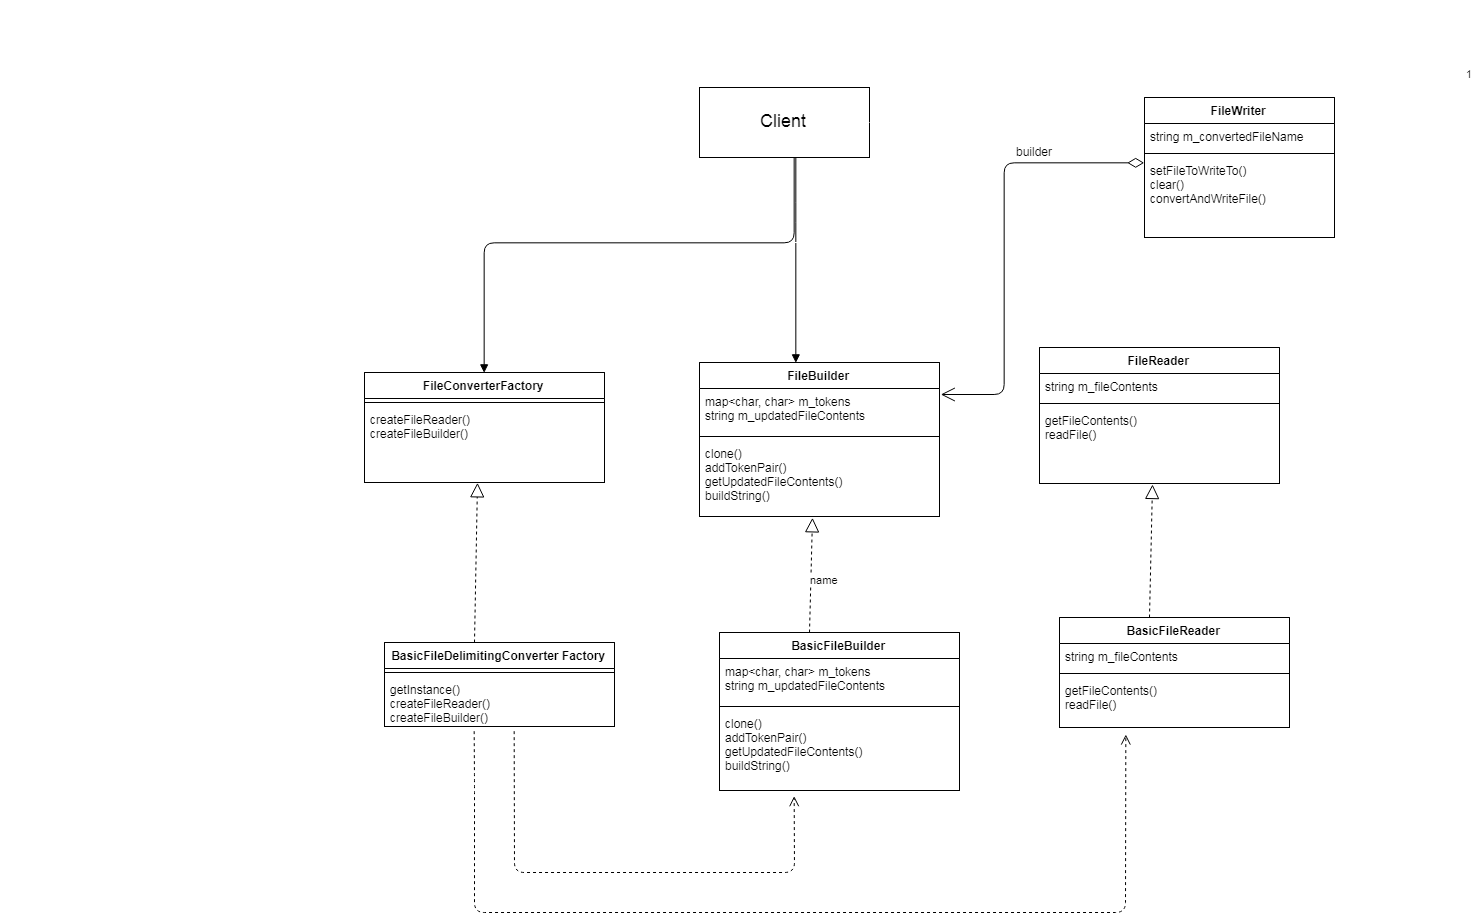 1
Client
FileWriter
string m_convertedFileName
setFileToWriteTo()
clear()
convertAndWriteFile()
builder
FileConverterFactory
createFileReader()
createFileBuilder()
FileBuilder
map<char, char> m_tokens
string m_updatedFileContents
clone()
addTokenPair()
getUpdatedFileContents()
buildString()
FileReader
string m_fileContents
getFileContents()
readFile()
name
BasicFileDelimitingConverter Factory
getInstance()
createFileReader()
createFileBuilder()
BasicFileBuilder
map<char, char> m_tokens
string m_updatedFileContents
clone()
addTokenPair()
getUpdatedFileContents()
buildString()
BasicFileReader
string m_fileContents
getFileContents()
readFile()